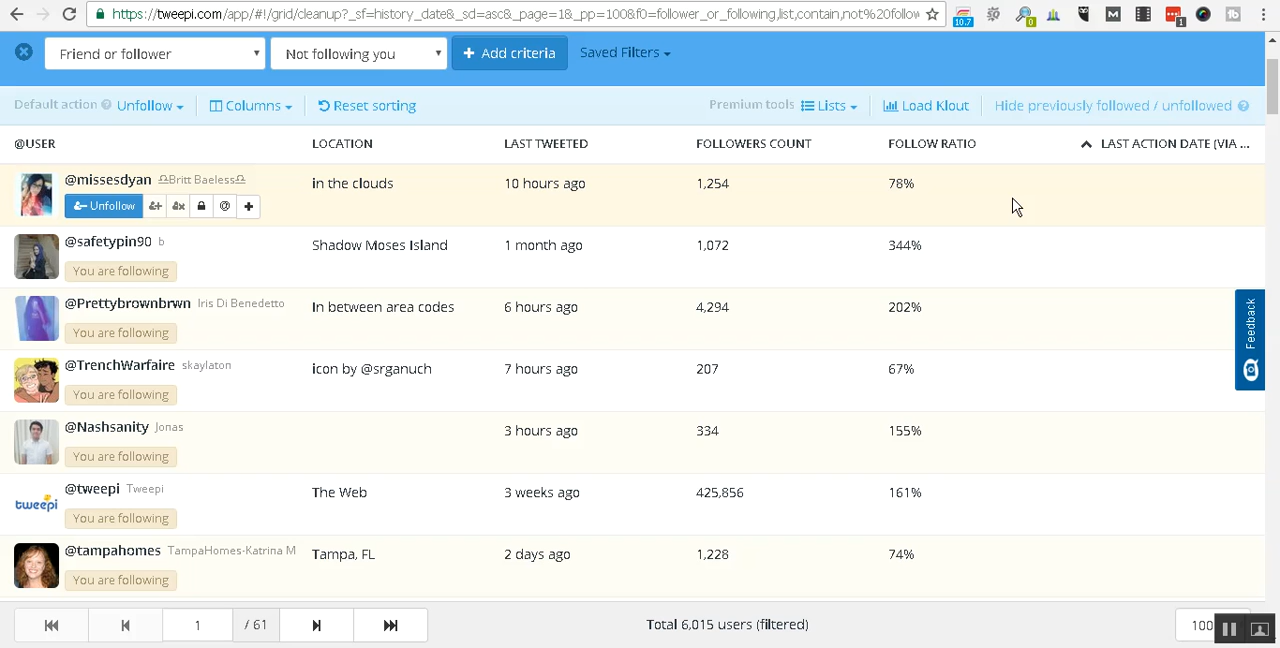 https://tweepi.com/app/#!/grid/cleanup?_sf=history_date&_sd=asc&_page=1&_pp=100&f0=follower_or_following,list,contain,not%20follow
10.7
0
1
Friend or follower
Not following you
+ Add criteria
Saved Filters
Default action
Unfollow
Columns
Reset sorting
Premium tools
Lists
Load Klout
Hide previously followed / unfollowed
@USER LOCATION LAST TWEETED FOLLOWERS COUNT FOLLOW RATIO LAST ACTION DATE (VIA ...
@missesdyan ♎Britt Baeless♎ in the clouds 10 hours ago 1,254 78%
Unfollow
@safetypin90 b Shadow Moses Island 1 month ago 1,072 344%
You are following
@Prettybrownbrwn Iris Di Benedetto In between area codes 6 hours ago 4,294 202%
You are following
@TrenchWarfaire skaylaton icon by @srganuch 7 hours ago 207 67%
You are following
@Nashsanity Jonas 3 hours ago 334 155%
You are following
@tweepi Tweepi The Web 3 weeks ago 425,856 161%
tweepi
You are following
@tampahomes TampaHomes-Katrina M Tampa, FL 2 days ago 1,228 74%
You are following
Feedback
1 / 61
Total 6,015 users (filtered)
100